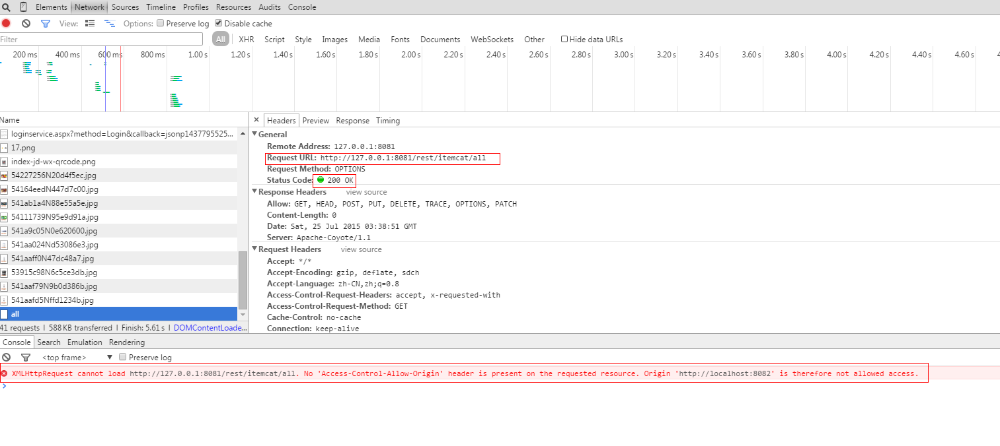 Elements Network Sources Timeline Profiles Resources Audits Console
View: Options: Preserve log Disable cache
Filter All XHR Script Style Images Media Fonts Documents WebSockets Other Hide data URLs
200 ms 400 ms 600 ms 800 ms 1.00 s 1.20 s 1.40 s 1.60 s 1.80 s 2.00 s 2.20 s 2.40 s 2.60 s 2.80 s 3.00 s 3.20 s 3.40 s 3.60 s 3.80 s 4.00 s 4.20 s 4.40 s 4.60 s 4
Name
loginservice.aspx?method=Login&callback=jsonp1437795525...
17.png
index-jd-wx-qrcode.png
54227256N20d4f5ec.jpg
54164eedN447d7c00.jpg
541ab1a4N88e55a5e.jpg
54111739N95e9d91a.jpg
541a9c05N0e620600.jpg
541aa024Nd53086e3.jpg
541aaff0N47dc48a7.jpg
53915c98N6c5ce3db.jpg
541aaf79N9b0d386b.jpg
541aafd5Nffd1234b.jpg
all
41 requests | 588 KB transferred | Finish: 5.61 s | DOMContentLoade...
× Headers Preview Response Timing
General
Remote Address: 127.0.0.1:8081
Request URL: http://127.0.0.1:8081/rest/itemcat/all
Request Method: OPTIONS
Status Code: 200 OK
Response Headers view source
Allow: GET, HEAD, POST, PUT, DELETE, TRACE, OPTIONS, PATCH
Content-Length: 0
Date: Sat, 25 Jul 2015 03:38:51 GMT
Server: Apache-Coyote/1.1
Request Headers view source
Accept: */*
Accept-Encoding: gzip, deflate, sdch
Accept-Language: zh-CN,zh;q=0.8
Access-Control-Request-Headers: accept, x-requested-with
Access-Control-Request-Method: GET
Cache-Control: no-cache
Connection: keep-alive
Console Search Emulation Rendering
<top frame> Preserve log
XMLHttpRequest cannot load http://127.0.0.1:8081/rest/itemcat/all. No 'Access-Control-Allow-Origin' header is present on the requested resource. Origin 'http://localhost:8082' is therefore not allowed access.